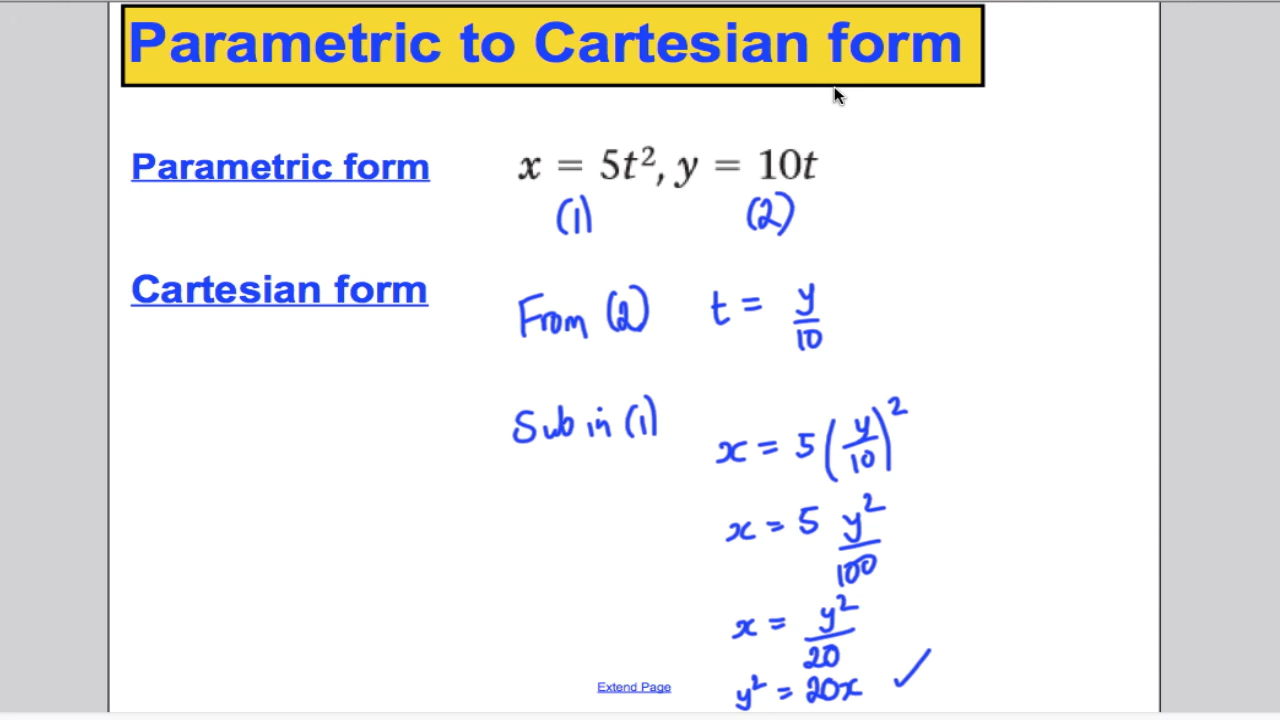 Parametric to Cartesian form
Parametric form x = 5t², y = 10t
(1) (2)
Cartesian form
From (2) t = y/10
Sub in (1)
x = 5(y/10)²
x = 5 y²/100
x = y²/20
Extend Page
y² = 20x ✓